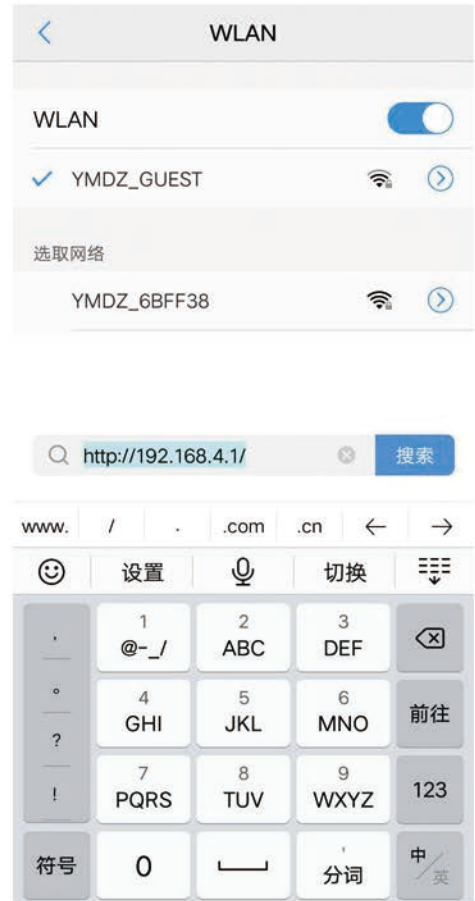 WLAN
WLAN
YMDZ_GUEST
选取网络
YMDZ_6BFF38
http://192.168.4.1/ 搜索
www. / . .com .cn ← →
设置 切换
, 1 2 3
@-_/ ABC DEF
。 4 5 6
GHI JKL MNO 前往
?
7 8 9
! PQRS TUV WXYZ 123
符号 0 ' 分词 中/英